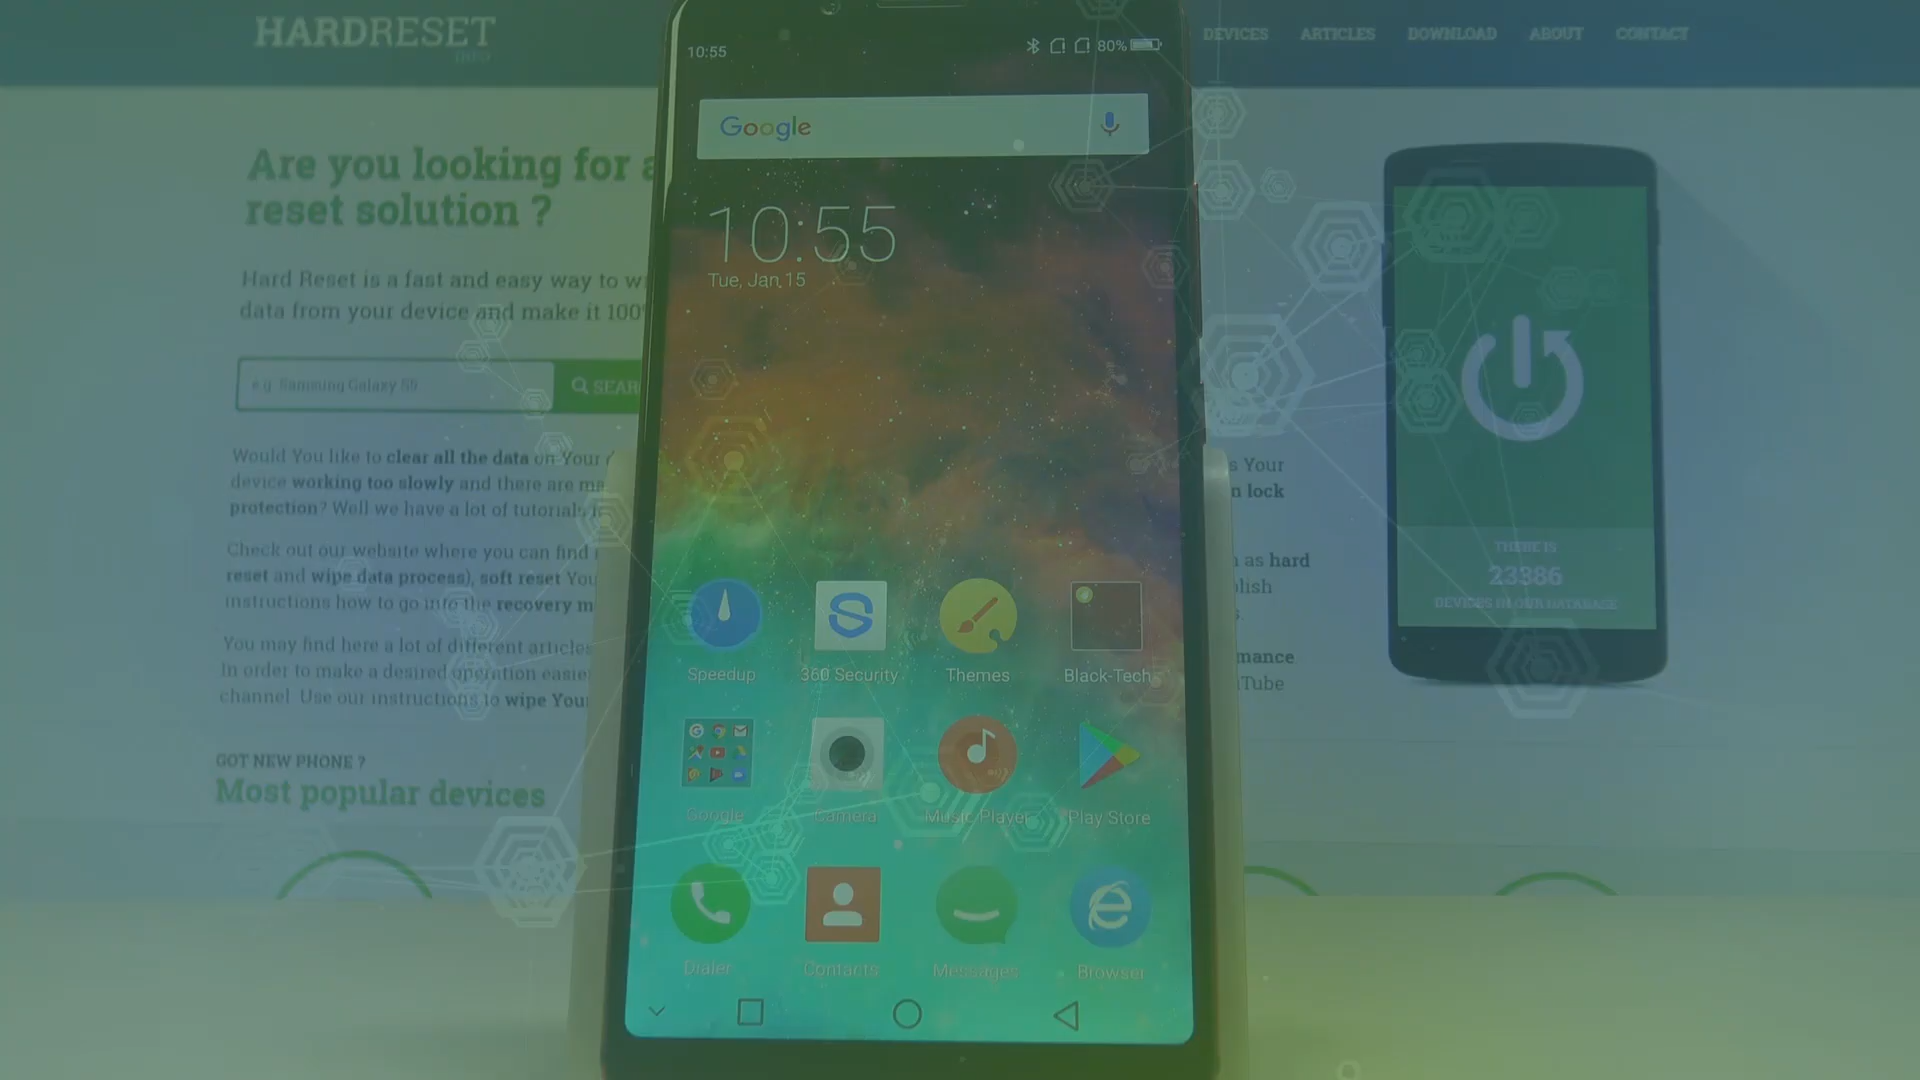 HARDRESET
INFO
DEVICES ARTICLES DOWNLOAD ABOUT CONTACT
10:55
80%
Google
Are you looking for a
reset solution ?
10:55
Tue, Jan 15
Hard Reset is a fast and easy way to
data from your device and make it 100
e.g. Samsung Galaxy S9
SEAR
Would You like to clear all the data on Your
device working too slowly and there are
protection? Well we have a lot of tutorials
s Your
n lock
Check out our website where you can find
reset and wipe data process), soft reset You
instructions how to go into the recovery m
as hard
lish
THERE IS
23386
DEVICES IN OUR DATABASE
You may find here a lot of different articles
In order to make a desired operation easie
channel. Use our instructions to wipe Your
mance
Tube
Speedup 360 Security Themes Black-Tech
GOT NEW PHONE ?
Most popular devices
Google Camera Music Player Play Store
Dialer Contacts Messages Browser